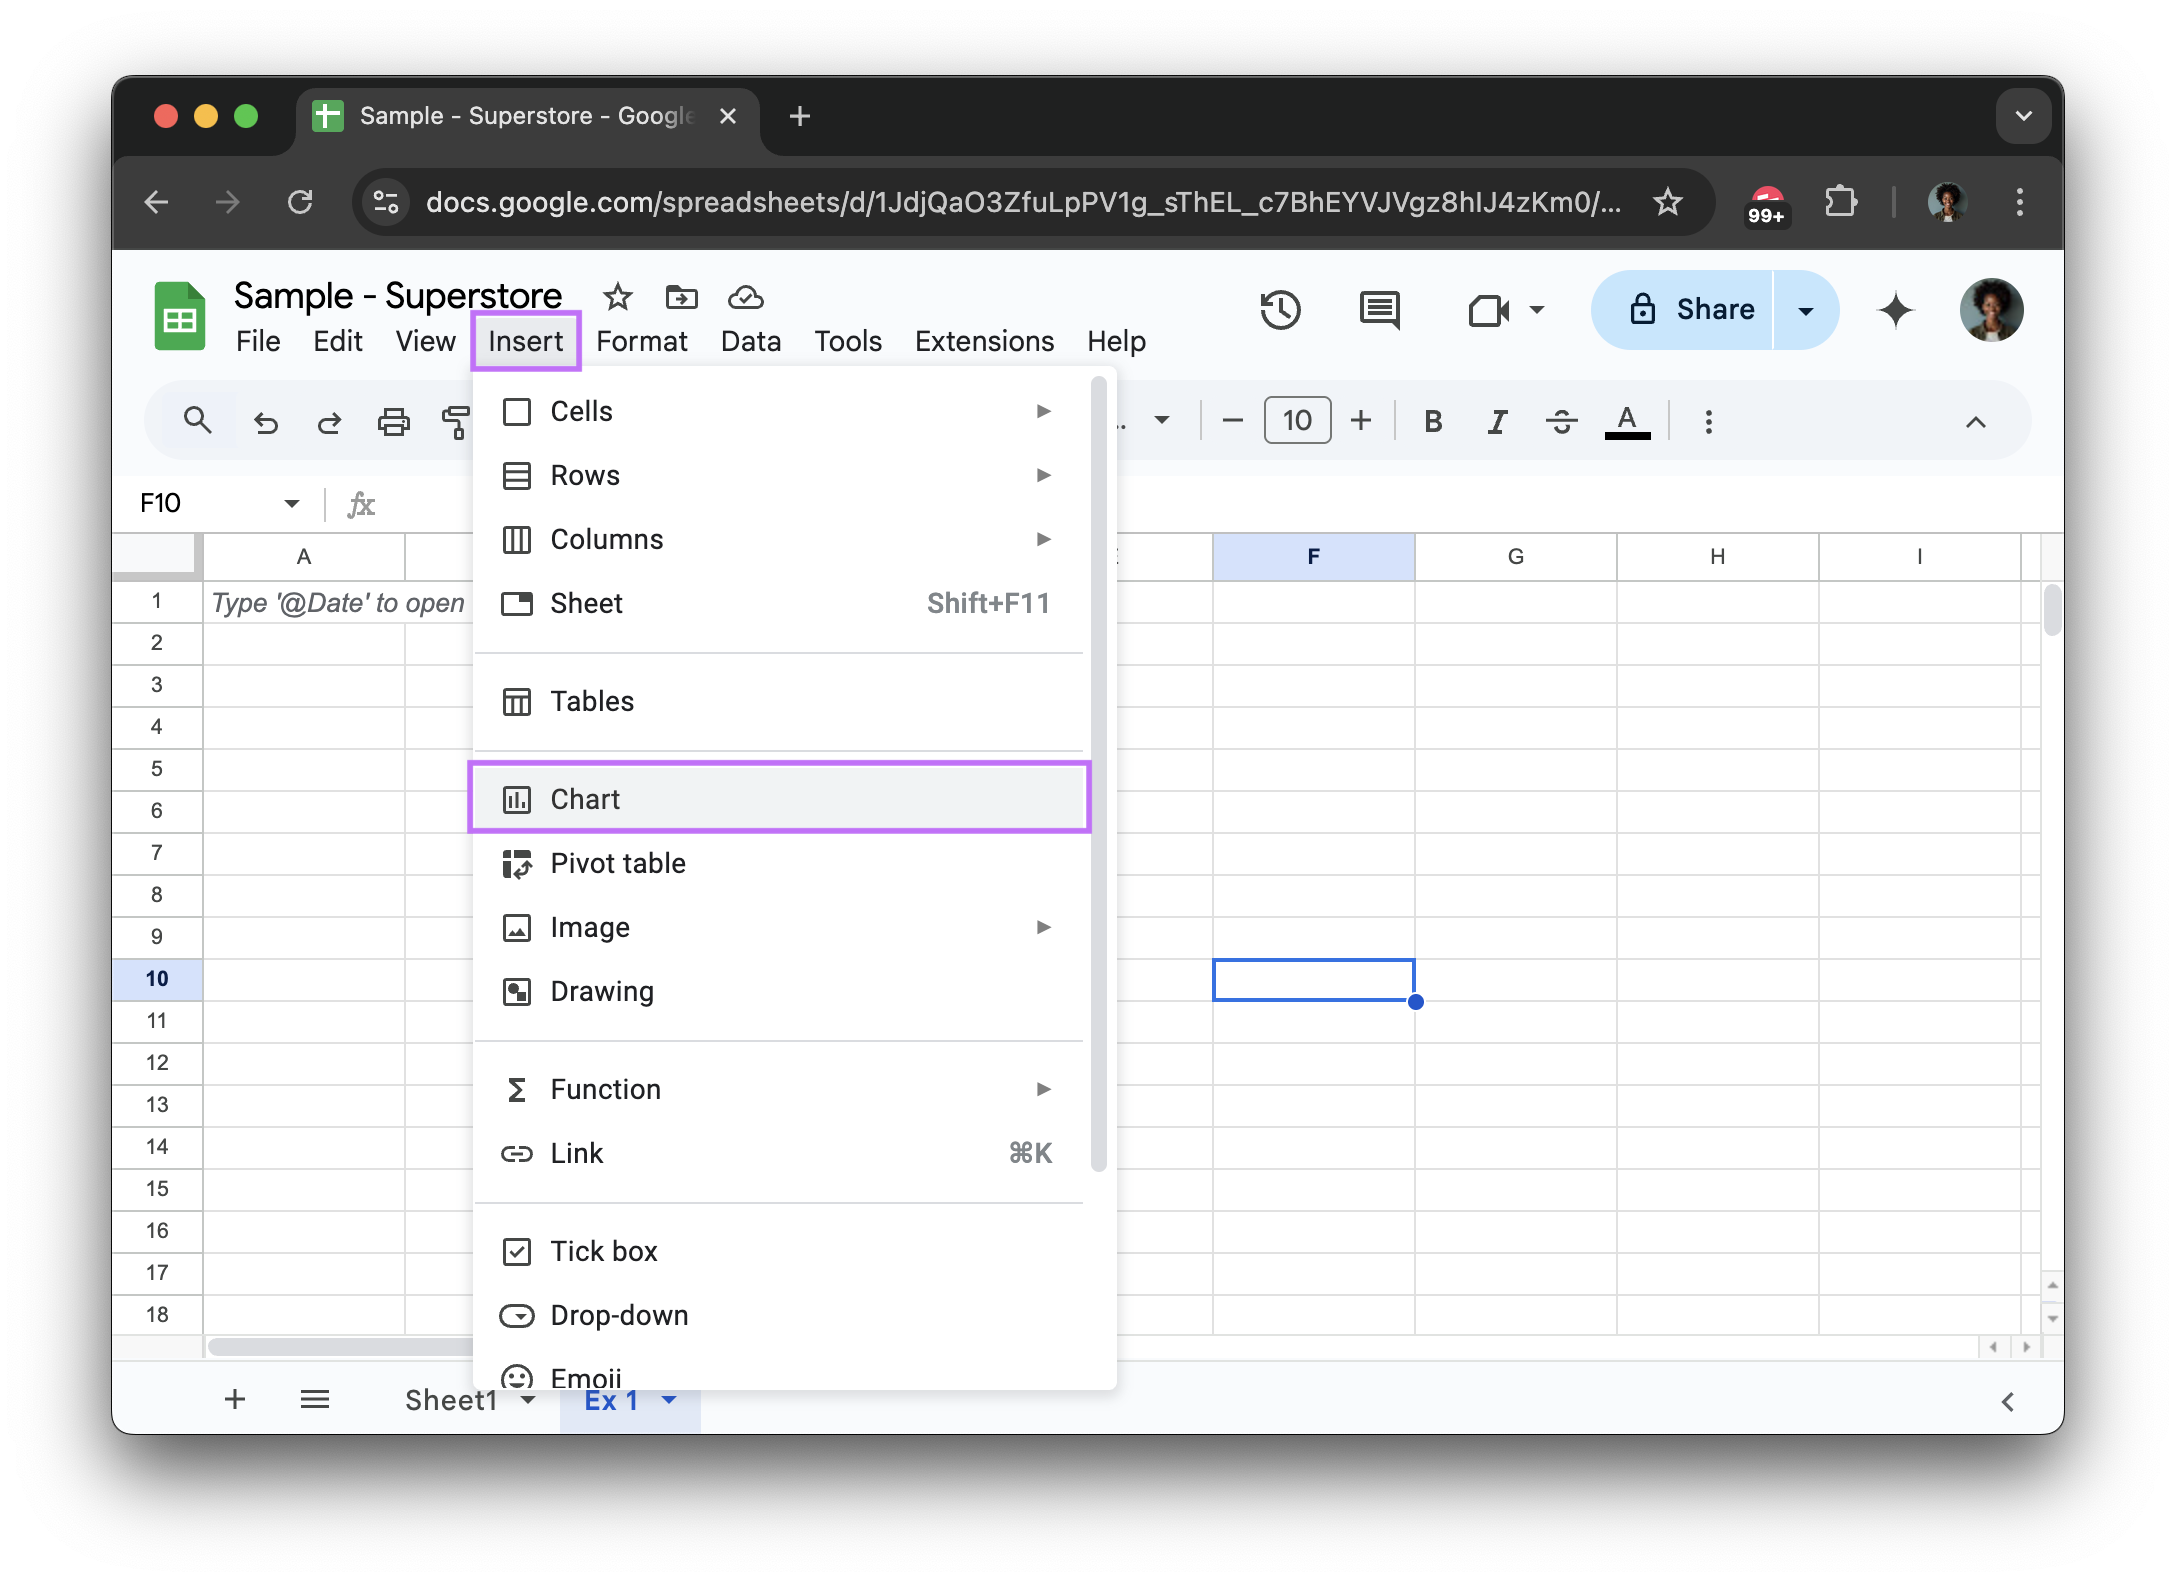 Sample - Superstore - Google
docs.google.com/spreadsheets/d/1JdjQaO3ZfuLpPV1g_sThEL_c7BhEYVJVgz8hIJ4zKm0/...
99+
Sample - Superstore
File Edit View Insert Format Data Tools Extensions Help
Share
10 B I S A
F10 fx
A F G H I
Cells
Rows
Columns
Sheet Shift+F11
Tables
Chart
Pivot table
Image
Drawing
Function
Link ⌘K
Tick box
Drop-down
Emoji
1 Type '@Date' to open
2
3
4
5
6
7
8
9
10
11
12
13
14
15
16
17
18
Sheet1 Ex 1